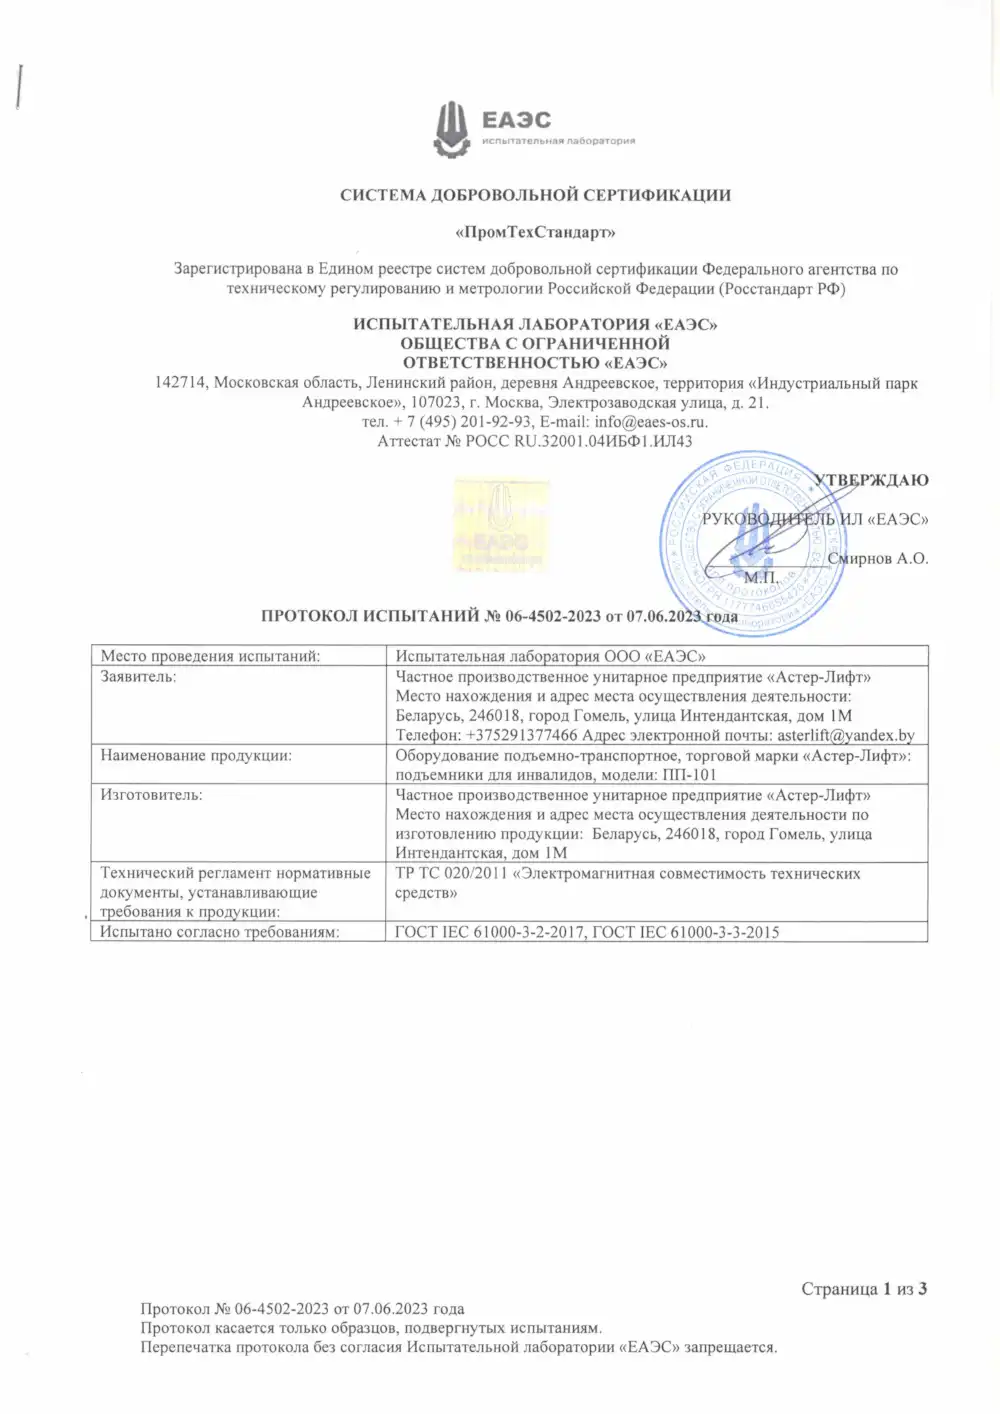 ЕАЭС
испытательная лаборатория
СИСТЕМА ДОБРОВОЛЬНОЙ СЕРТИФИКАЦИИ
«ПромТехСтандарт»
Зарегистрирована в Едином реестре систем добровольной сертификации Федерального агентства по
техническому регулированию и метрологии Российской Федерации (Росстандарт РФ)
ИСПЫТАТЕЛЬНАЯ ЛАБОРАТОРИЯ «ЕАЭС»
ОБЩЕСТВА С ОГРАНИЧЕННОЙ
ОТВЕТСТВЕННОСТЬЮ «ЕАЭС»
142714, Московская область, Ленинский район, деревня Андреевское, территория «Индустриальный парк
Андреевское», 107023, г. Москва, Электрозаводская улица, д. 21.
тел. + 7 (495) 201-92-93, E-mail: info@eaes-os.ru.
Аттестат № РОСС RU.32001.04ИБФ1.ИЛ43
УТВЕРЖДАЮ
РУКОВОДИТЕЛЬ ИЛ «ЕАЭС»
Смирнов А.О.
М.П.
РОССИЙСКАЯ ФЕДЕРАЦИЯ
ЕАЭС
ПРОТОКОЛ ИСПЫТАНИЙ № 06-4502-2023 от 07.06.2023 года
Место проведения испытаний: Испытательная лаборатория ООО «ЕАЭС»
Заявитель: Частное производственное унитарное предприятие «Астер-Лифт»
Место нахождения и адрес места осуществления деятельности:
Беларусь, 246018, город Гомель, улица Интендантская, дом 1М
Телефон: +375291377466 Адрес электронной почты: asterlift@yandex.by
Наименование продукции: Оборудование подъемно-транспортное, торговой марки «Астер-Лифт»:
подъемники для инвалидов, модели: ПП-101
Изготовитель: Частное производственное унитарное предприятие «Астер-Лифт»
Место нахождения и адрес места осуществления деятельности по
изготовлению продукции: Беларусь, 246018, город Гомель, улица
Интендантская, дом 1М
Технический регламент нормативные ТР ТС 020/2011 «Электромагнитная совместимость технических
документы, устанавливающие средств»
требования к продукции:
Испытано согласно требованиям: ГОСТ IEC 61000-3-2-2017, ГОСТ IEC 61000-3-3-2015
Страница 1 из 3
Протокол № 06-4502-2023 от 07.06.2023 года
Протокол касается только образцов, подвергнутых испытаниям.
Перепечатка протокола без согласия Испытательной лаборатории «ЕАЭС» запрещается.